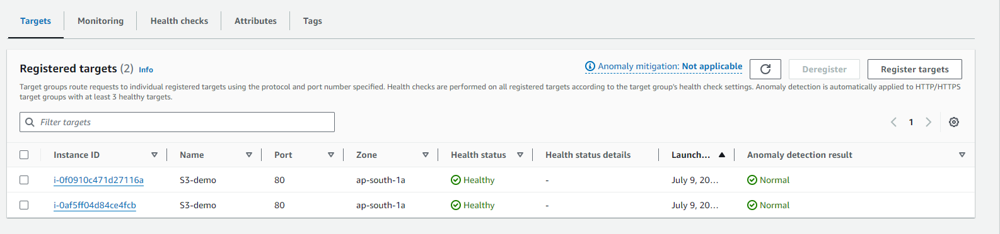 Targets Monitoring Health checks Attributes Tags
Registered targets (2) Info
Anomaly mitigation: Not applicable
Deregister
Register targets
Target groups route requests to individual registered targets using the protocol and port number specified. Health checks are performed on all registered targets according to the target group's health check settings. Anomaly detection is automatically applied to HTTP/HTTPS
target groups with at least 3 healthy targets.
Filter targets
1
Instance ID Name Port Zone Health status Health status details Launch... Anomaly detection result
i-0f0910c471d27116a S3-demo 80 ap-south-1a Healthy - July 9, 20... Normal
i-0af5ff04d84ce4fcb S3-demo 80 ap-south-1a Healthy - July 9, 20... Normal